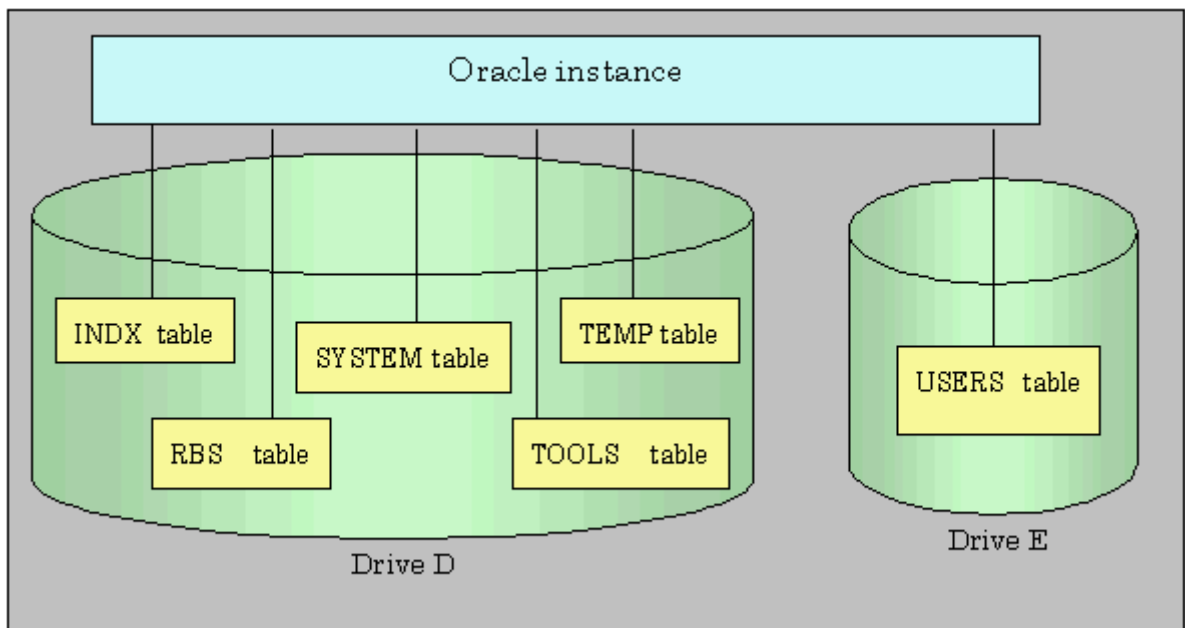 Oracle instance
INDX table
SYSTEM table
TEMP table
USERS table
RBS table
TOOLS table
Drive D
Drive E